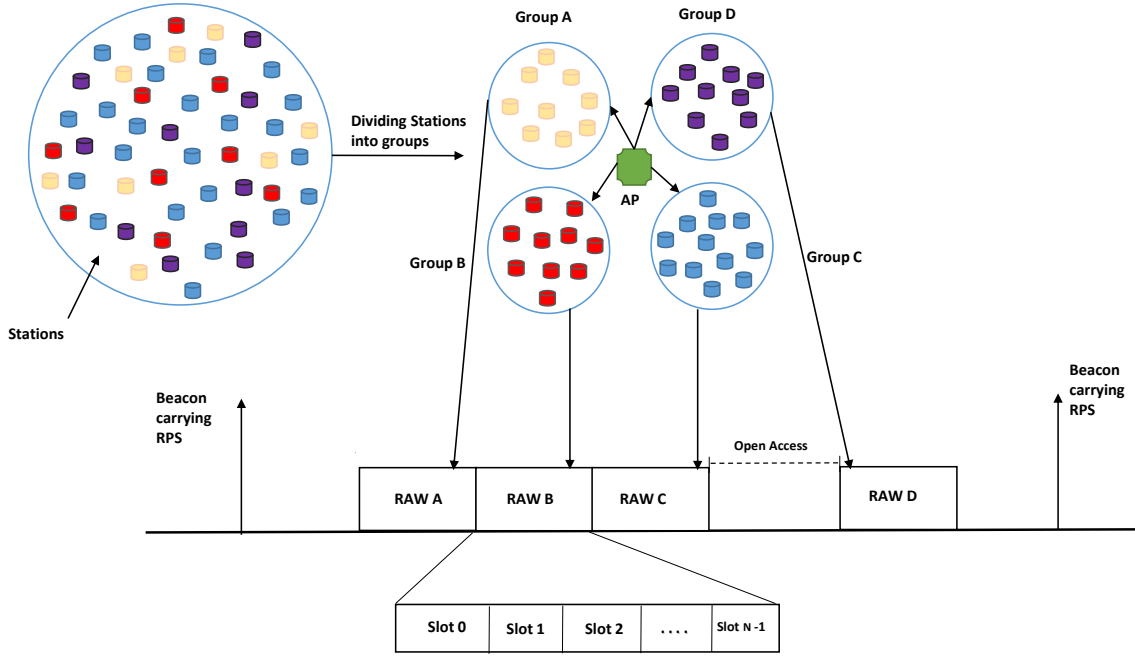 Group A
Group D
Dividing Stations
into groups
AP
Group B
Group C
Stations
Beacon
carrying
RPS
Beacon
carrying
RPS
Open Access
RAW A
RAW B
RAW C
RAW D
Slot 0
Slot 1
Slot 2
....
Slot N -1